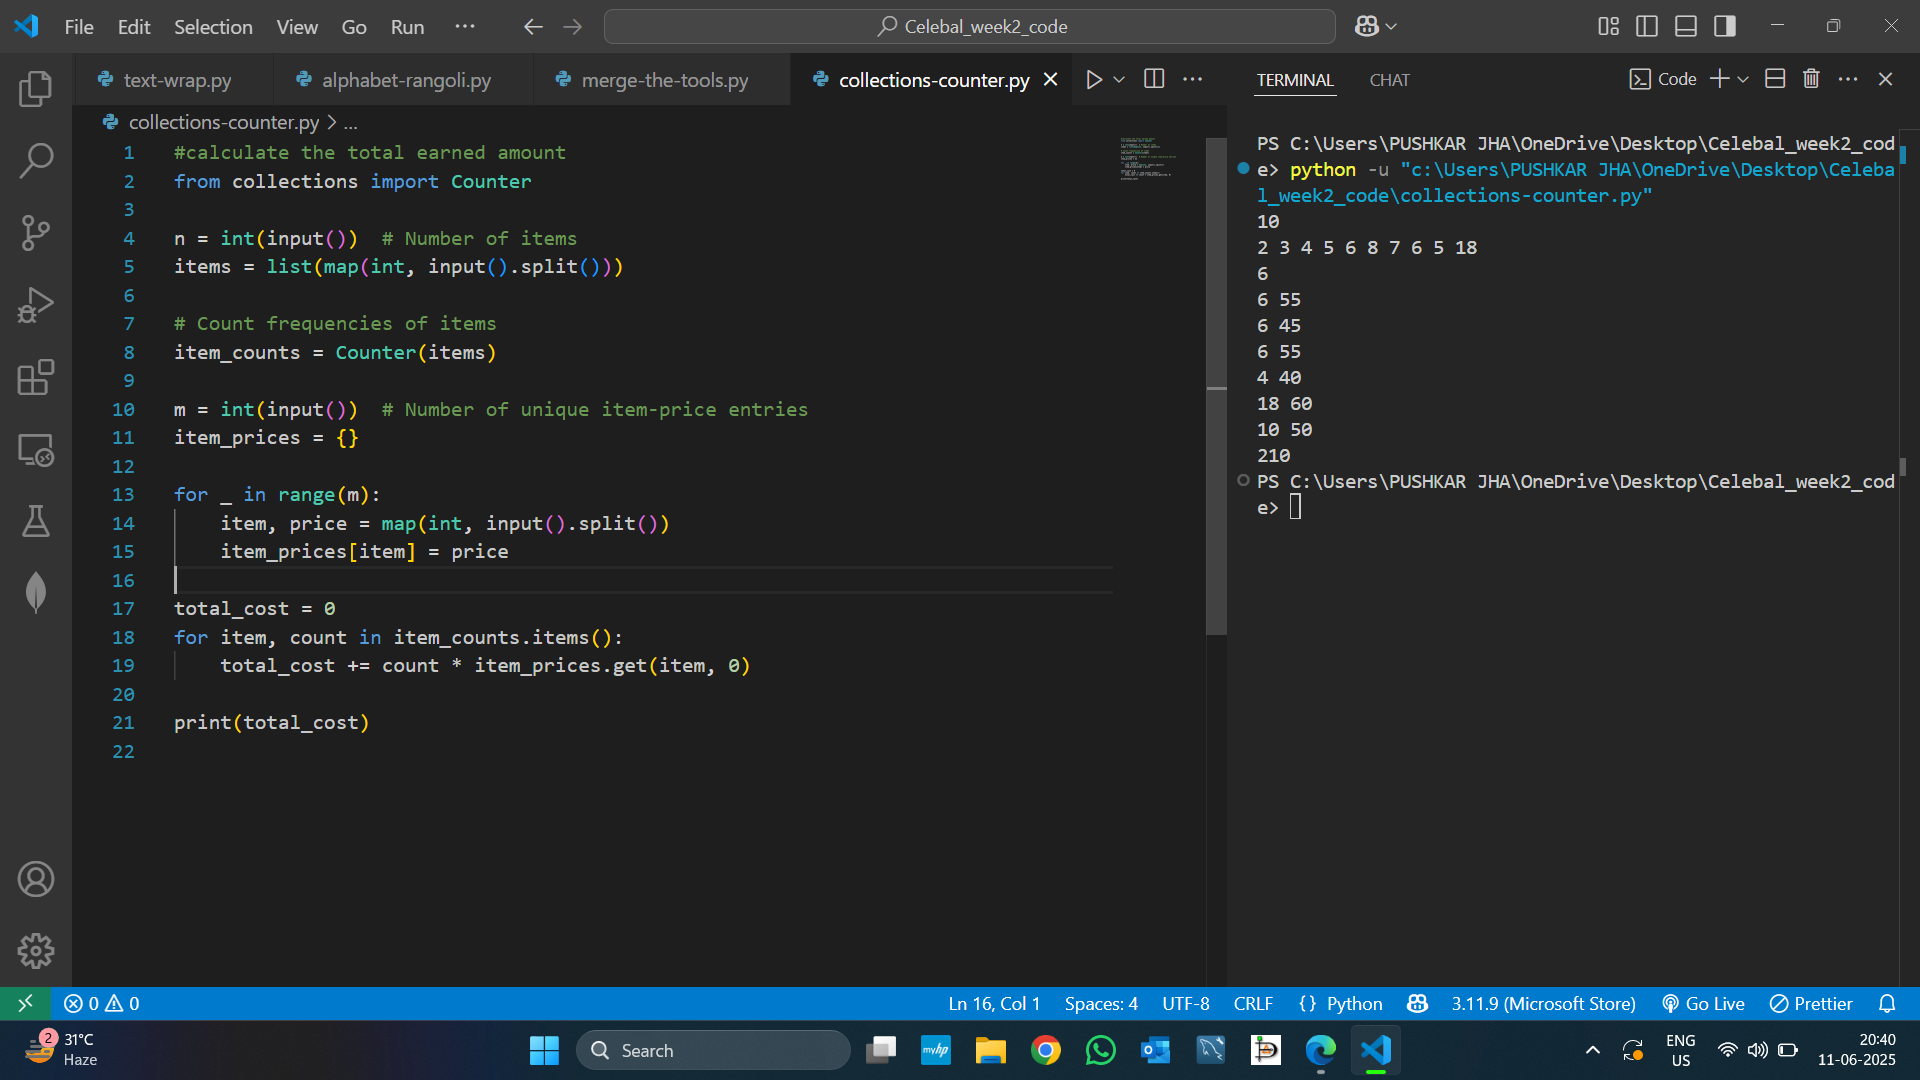 File Edit Selection View Go Run ... Celebal_week2_code
text-wrap.py alphabet-rangoli.py merge-the-tools.py collections-counter.py
collections-counter.py > ...
1 #calculate the total earned amount
2 from collections import Counter
3
4 n = int(input())  # Number of items
5 items = list(map(int, input().split()))
6
7 # Count frequencies of items
8 item_counts = Counter(items)
9
10 m = int(input())  # Number of unique item-price entries
11 item_prices = {}
12
13 for _ in range(m):
14     item, price = map(int, input().split())
15     item_prices[item] = price
16
17 total_cost = 0
18 for item, count in item_counts.items():
19     total_cost += count * item_prices.get(item, 0)
20
21 print(total_cost)
22
TERMINAL CHAT Code
PS C:\Users\PUSHKAR JHA\OneDrive\Desktop\Celebal_week2_cod
e> python -u "c:\Users\PUSHKAR JHA\OneDrive\Desktop\Celeba
l_week2_code\collections-counter.py"
10
2 3 4 5 6 8 7 6 5 18
6
6 55
6 45
6 55
4 40
18 60
10 50
210
PS C:\Users\PUSHKAR JHA\OneDrive\Desktop\Celebal_week2_cod
e>
0 0 Ln 16, Col 1 Spaces: 4 UTF-8 CRLF {} Python 3.11.9 (Microsoft Store) Go Live Prettier
2 31°C
Haze
Search
myhp
ENG
US
20:40
11-06-2025